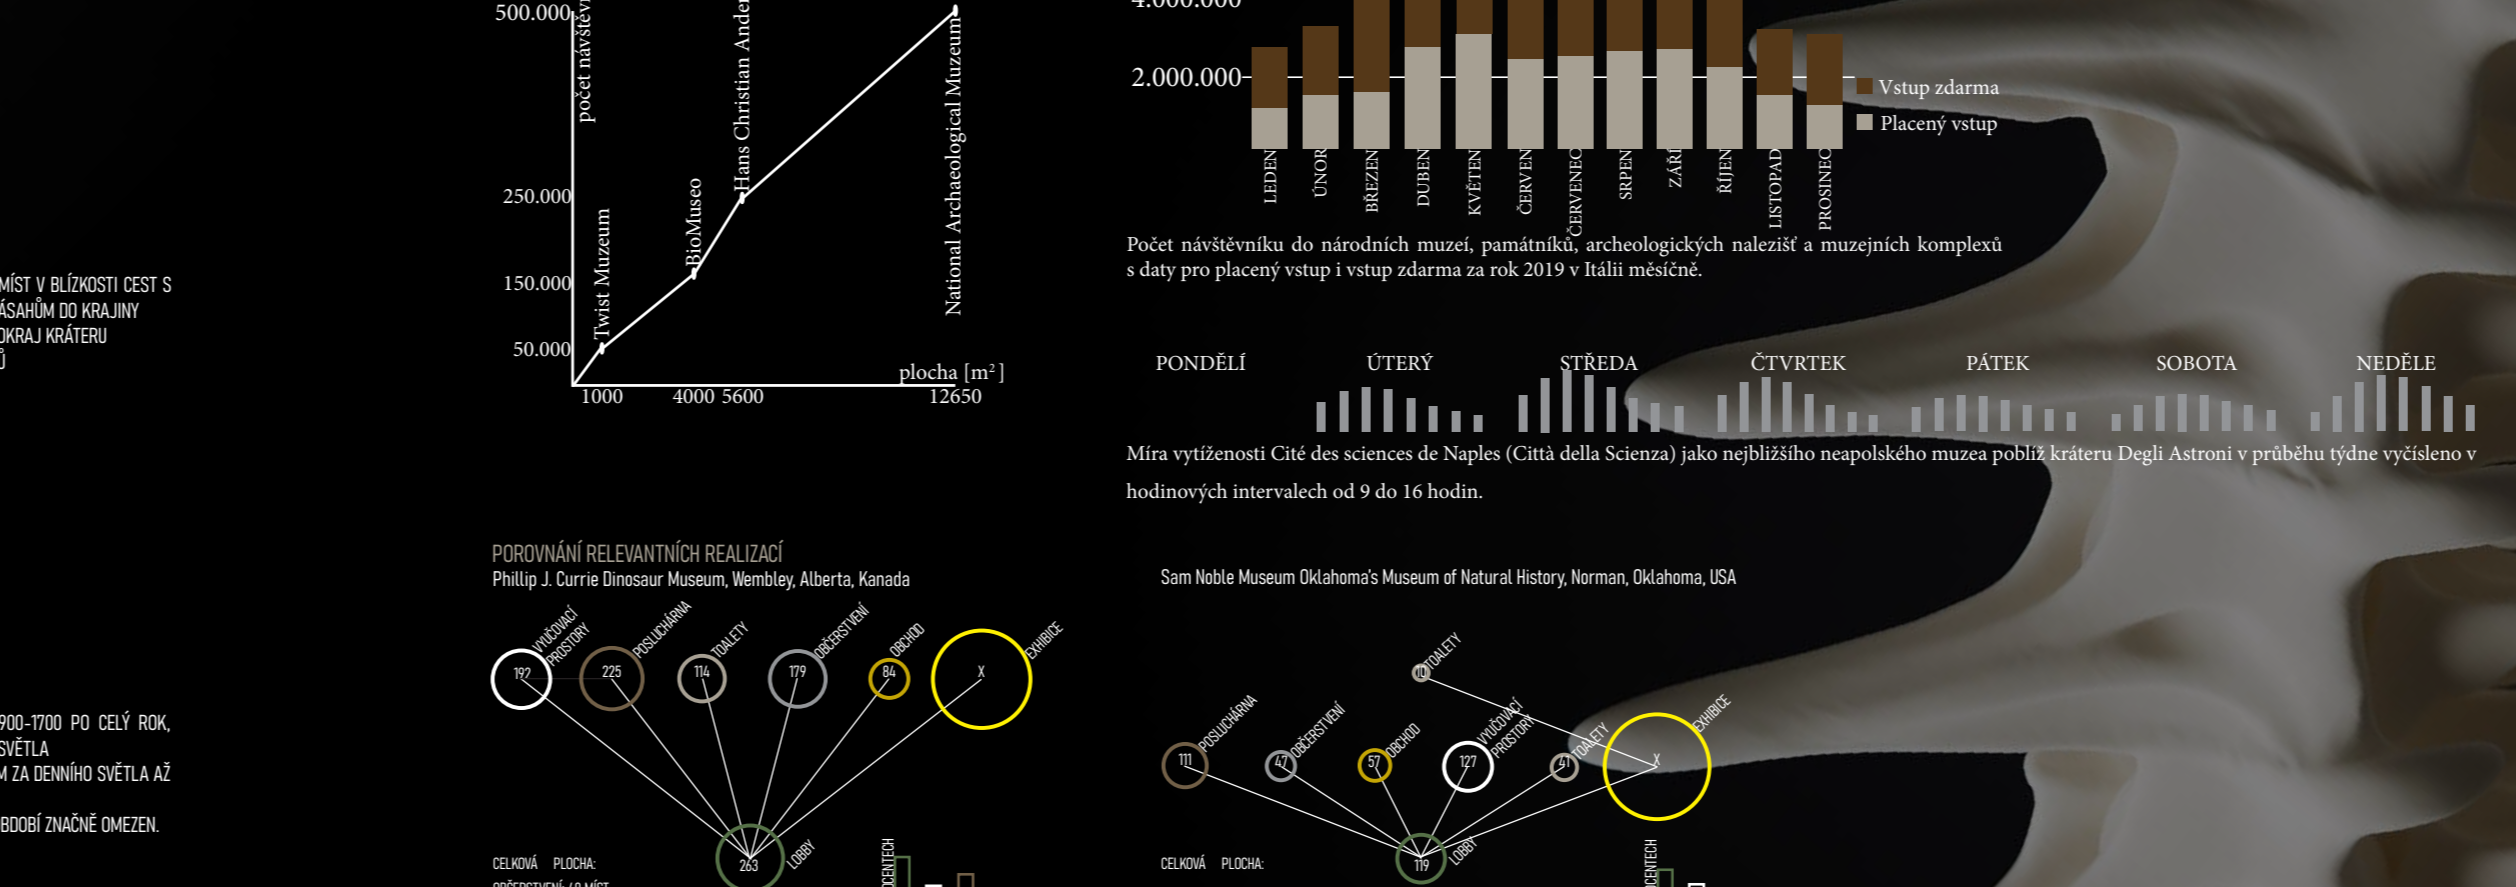 MÍST V BLÍZKOSTI CEST S
DO KRAJINY
OKRAJ KRÁTERU
PO CELÝ ROK,
SVĚTLA
ZA DENNÍHO SVĚTLA AŽ
ZNAČNĚ OMEZEN.
500.000
250.000
150.000
50.000
počet
Twist Muzeum
BioMuseo
Hans Christian
National Archaeological Muzeum
plocha [m²]
1000 4000 5600 12650
4.000.000
2.000.000
Vstup zdarma
Placený vstup
LEDEN
ÚNOR
BŘEZEN
DUBEN
KVĚTEN
ČERVEN
ČERVENEC
SRPEN
ZÁŘÍ
ŘÍJEN
LISTOPAD
PROSINEC
Počet návštěvníku do národních muzeí, památníků, archeologických nalezišť a muzejních komplexů
s daty pro placený vstup i vstup zdarma za rok 2019 v Itálii měsíčně.
PONDĚLÍ ÚTERÝ STŘEDA ČTVRTEK PÁTEK SOBOTA NEDĚLE
Míra vytíženosti Cité des sciences de Naples (Città della Scienza) jako nejbližšího neapolského muzea poblíž kráteru Degli Astroni v průběhu týdne vyčísleno v
hodinových intervalech od 9 do 16 hodin.
POROVNÁNÍ RELEVANTNÍCH REALIZACÍ
Phillip J. Currie Dinosaur Museum, Wembley, Alberta, Kanada
VYUČOVACÍ
PROSTORY
POSLUCHÁRNA
TOALETY
OBČERSTVENÍ
OBCHOD
EXHIBICE
192 225 114 179 84 X
263
LOBBY
CELKOVÁ PLOCHA:
OBČERSTVENÍ: 40 MÍST
Sam Noble Museum Oklahoma's Museum of Natural History, Norman, Oklahoma, USA
TOALETY
10
POSLUCHÁRNA
OBČERSTVENÍ
OBCHOD
VYUČOVACÍ
PROSTORY
TOALETY
EXHIBICE
111 47 57 127 41 X
119
LOBBY
CELKOVÁ PLOCHA: